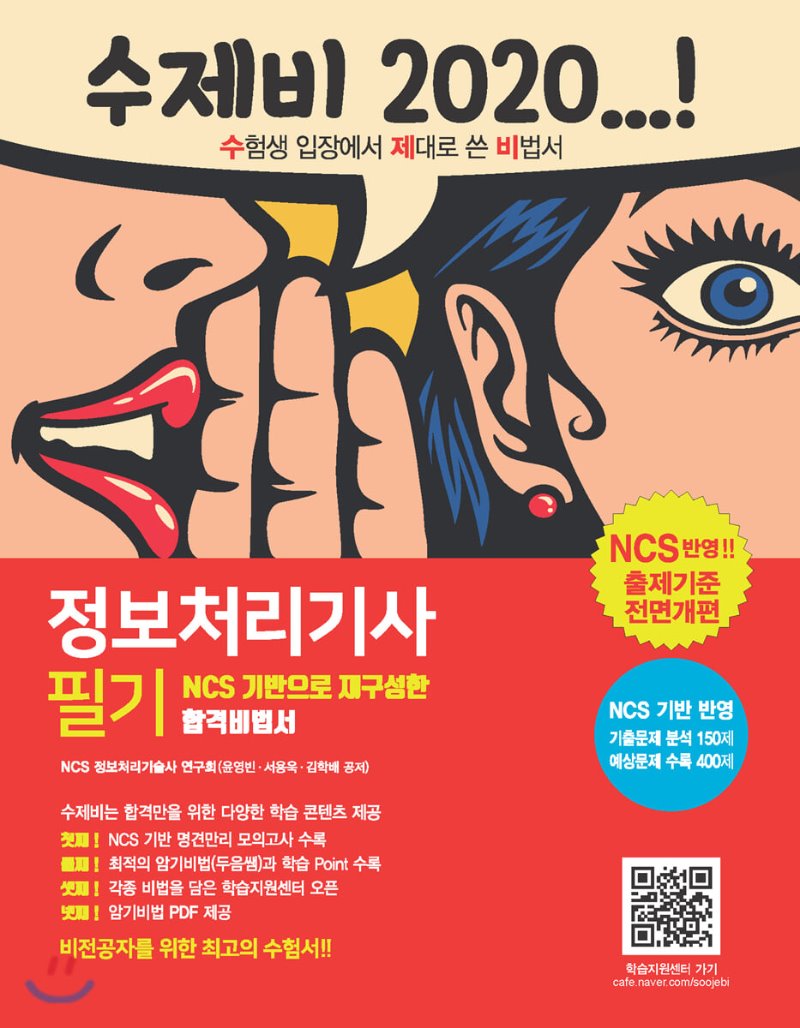 수제비 2020...!
수험생 입장에서 제대로 쓴 비법서
NCS 반영!!
출제기준
전면개편
정보처리기사
필기 NCS 기반으로 재구성한
합격비법서
NCS 기반 반영
기출문제 분석 150제
예상문제 수록 400제
NCS 정보처리기술사 연구회(윤영빈·서용욱·김학배 공저)
수제비는 합격만을 위한 다양한 학습 콘텐츠 제공
첫째! NCS 기반 명견만리 모의고사 수록
둘째! 최적의 암기비법(두음쌤)과 학습 Point 수록
셋째! 각종 비법을 담은 학습지원센터 오픈
넷째! 암기비법 PDF 제공
비전공자를 위한 최고의 수험서!!
학습지원센터 가기
cafe.naver.com/soojebi